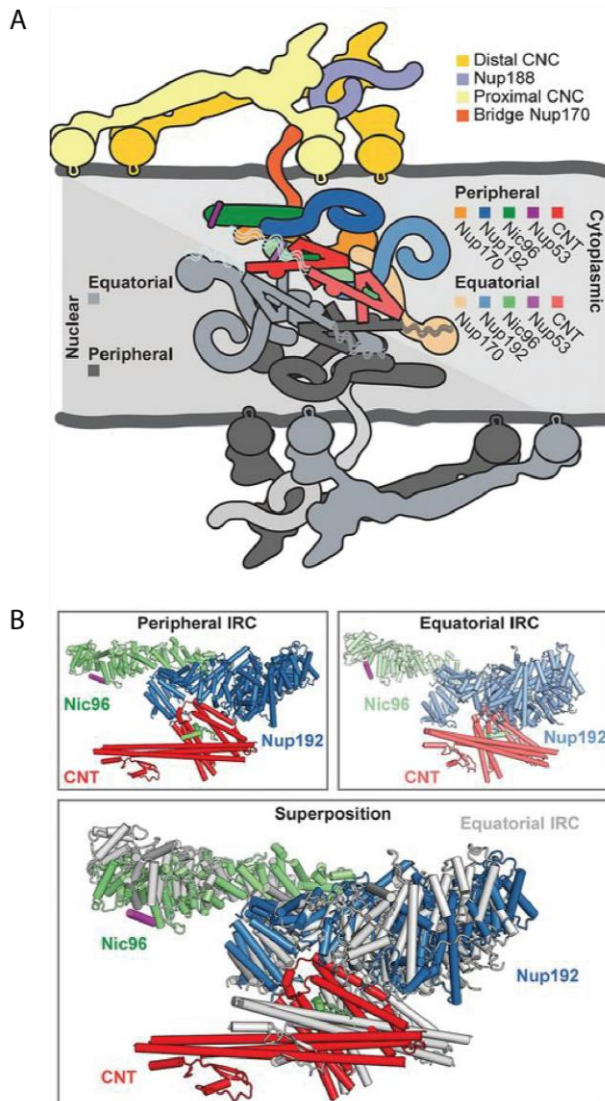 A
Distal CNC
Nup188
Proximal CNC
Bridge Nup170
Peripheral
Nup170
Nup192
Nic96
Nup53
CNT
Equatorial
Nup170
Nup192
Nic96
Nup53
CNT
Cytoplasmic
Nuclear
Equatorial
Peripheral
B
Peripheral IRC
Nic96
Nup192
CNT
Equatorial IRC
Nic96
Nup192
CNT
Superposition
Equatorial IRC
Nic96
Nup192
CNT